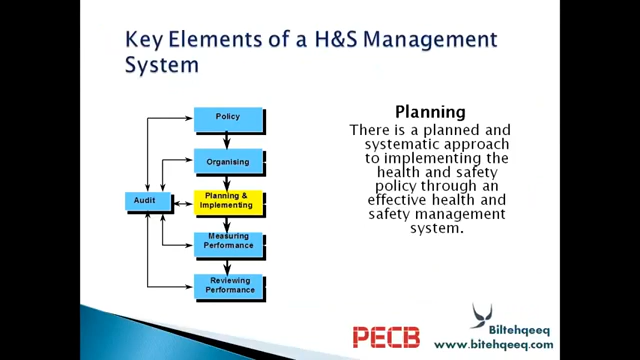 Key Elements of a H&S Management
System
Policy
Organising
Planning &
Implementing
Measuring
Performance
Reviewing
Performance
Audit
Planning
There is a planned and
systematic approach
to implementing the
health and safety
policy through an
effective health and
safety management
system.
PECB
Biltehqeeq
www.bitehqeeq.com